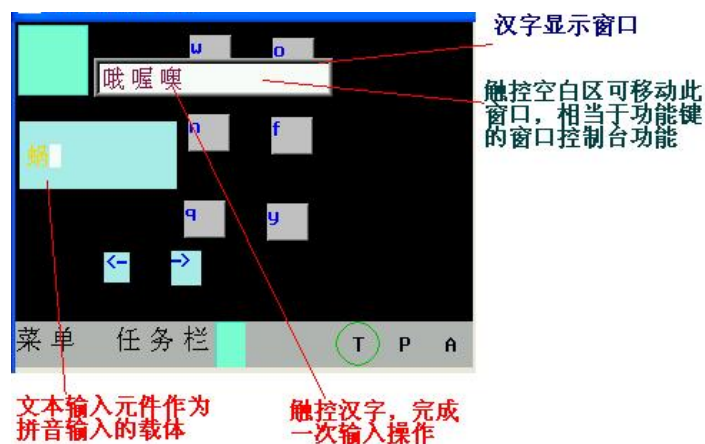 汉字显示窗口
w o
哦喔噢
触控空白区可移动此
窗口，相当于功能键
的窗口控制台功能
n f
蜗
q y
<- ->
菜单 任务栏 T P A
文本输入元件作为
拼音输入的载体
触控汉字，完成
一次输入操作